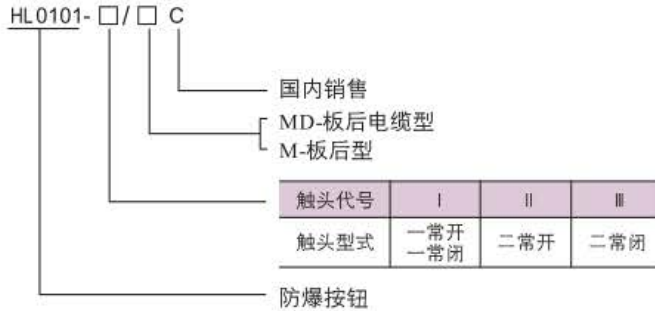 HL0101-□/□ C
国内销售
MD-板后电缆型
M-板后型
触头代号 Ⅰ Ⅱ Ⅲ
触头型式 一常开 二常开 二常闭
一常闭
防爆按钮